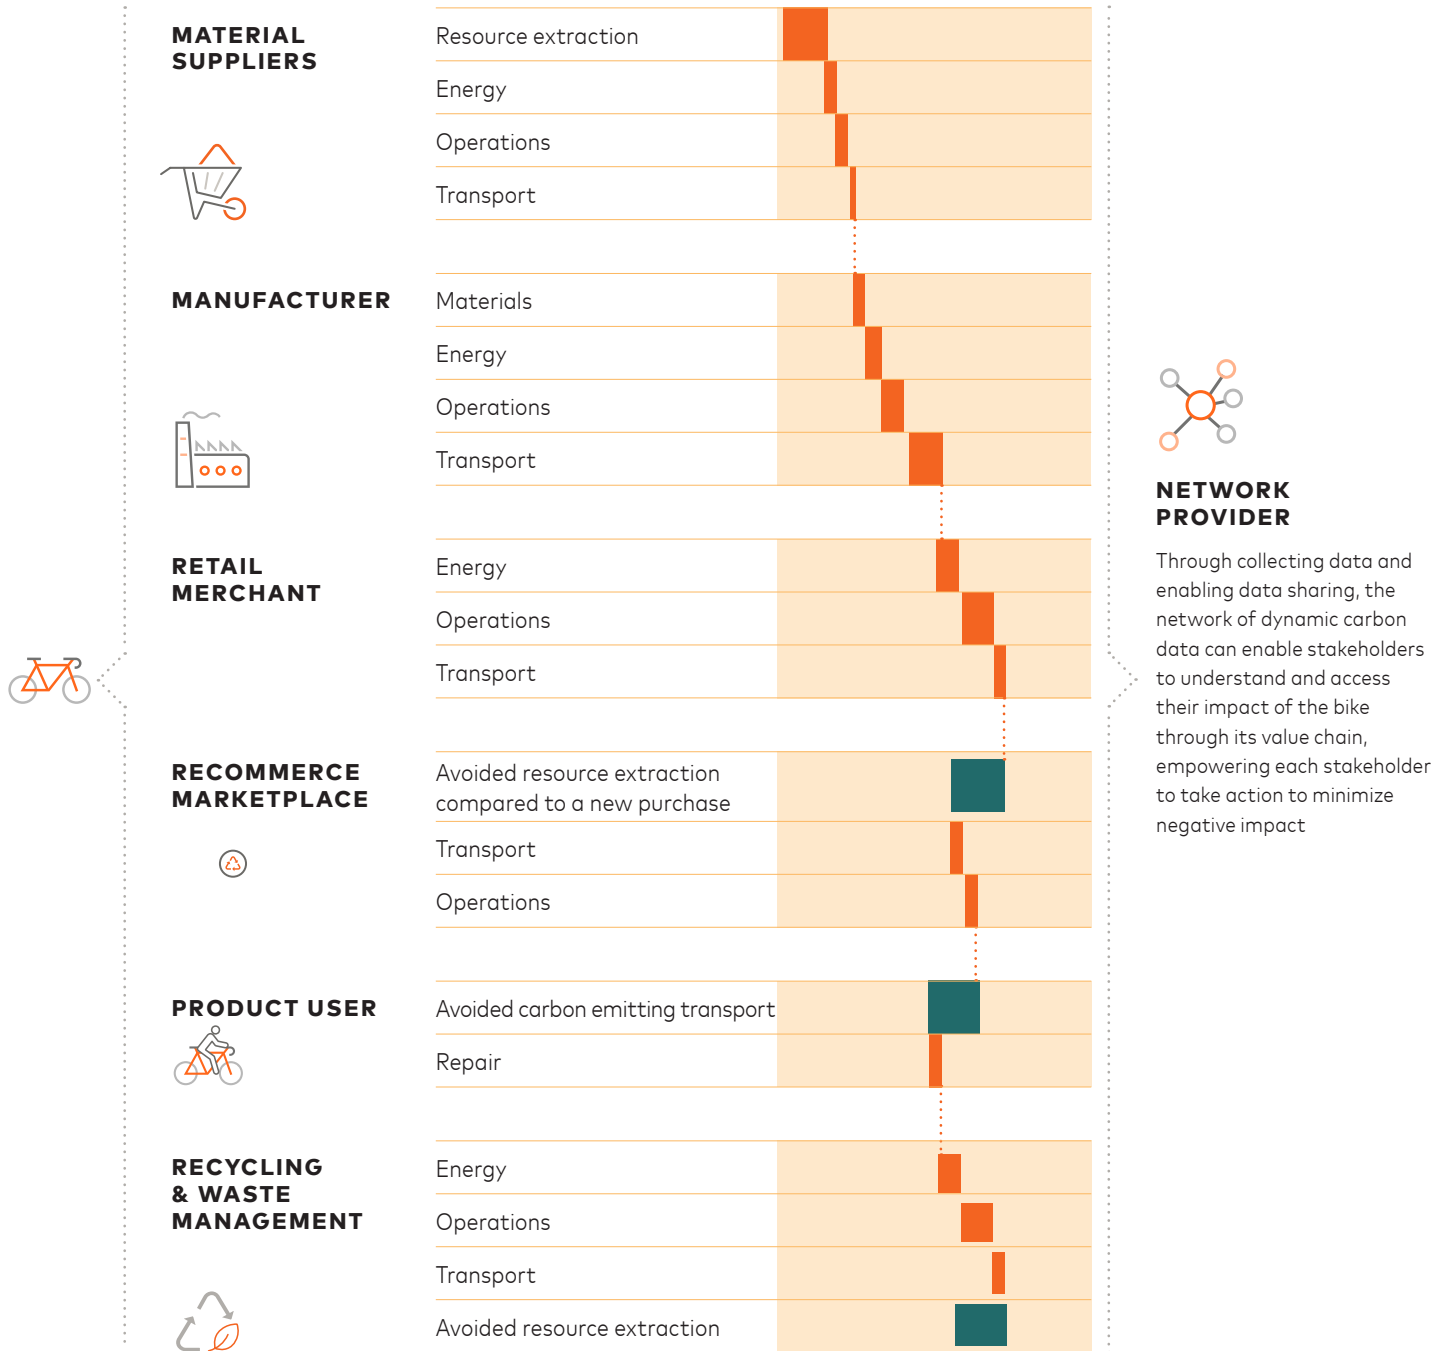 MATERIAL
SUPPLIERS
Resource extraction
Energy
Operations
Transport
MANUFACTURER
Materials
Energy
Operations
Transport
RETAIL
MERCHANT
Energy
Operations
Transport
RECOMMERCE
MARKETPLACE
Avoided resource extraction
compared to a new purchase
Transport
Operations
PRODUCT USER
Avoided carbon emitting transport
Repair
RECYCLING
& WASTE
MANAGEMENT
Energy
Operations
Transport
Avoided resource extraction
NETWORK
PROVIDER
Through collecting data and
enabling data sharing, the
network of dynamic carbon
data can enable stakeholders
to understand and access
their impact of the bike
through its value chain,
empowering each stakeholder
to take action to minimize
negative impact